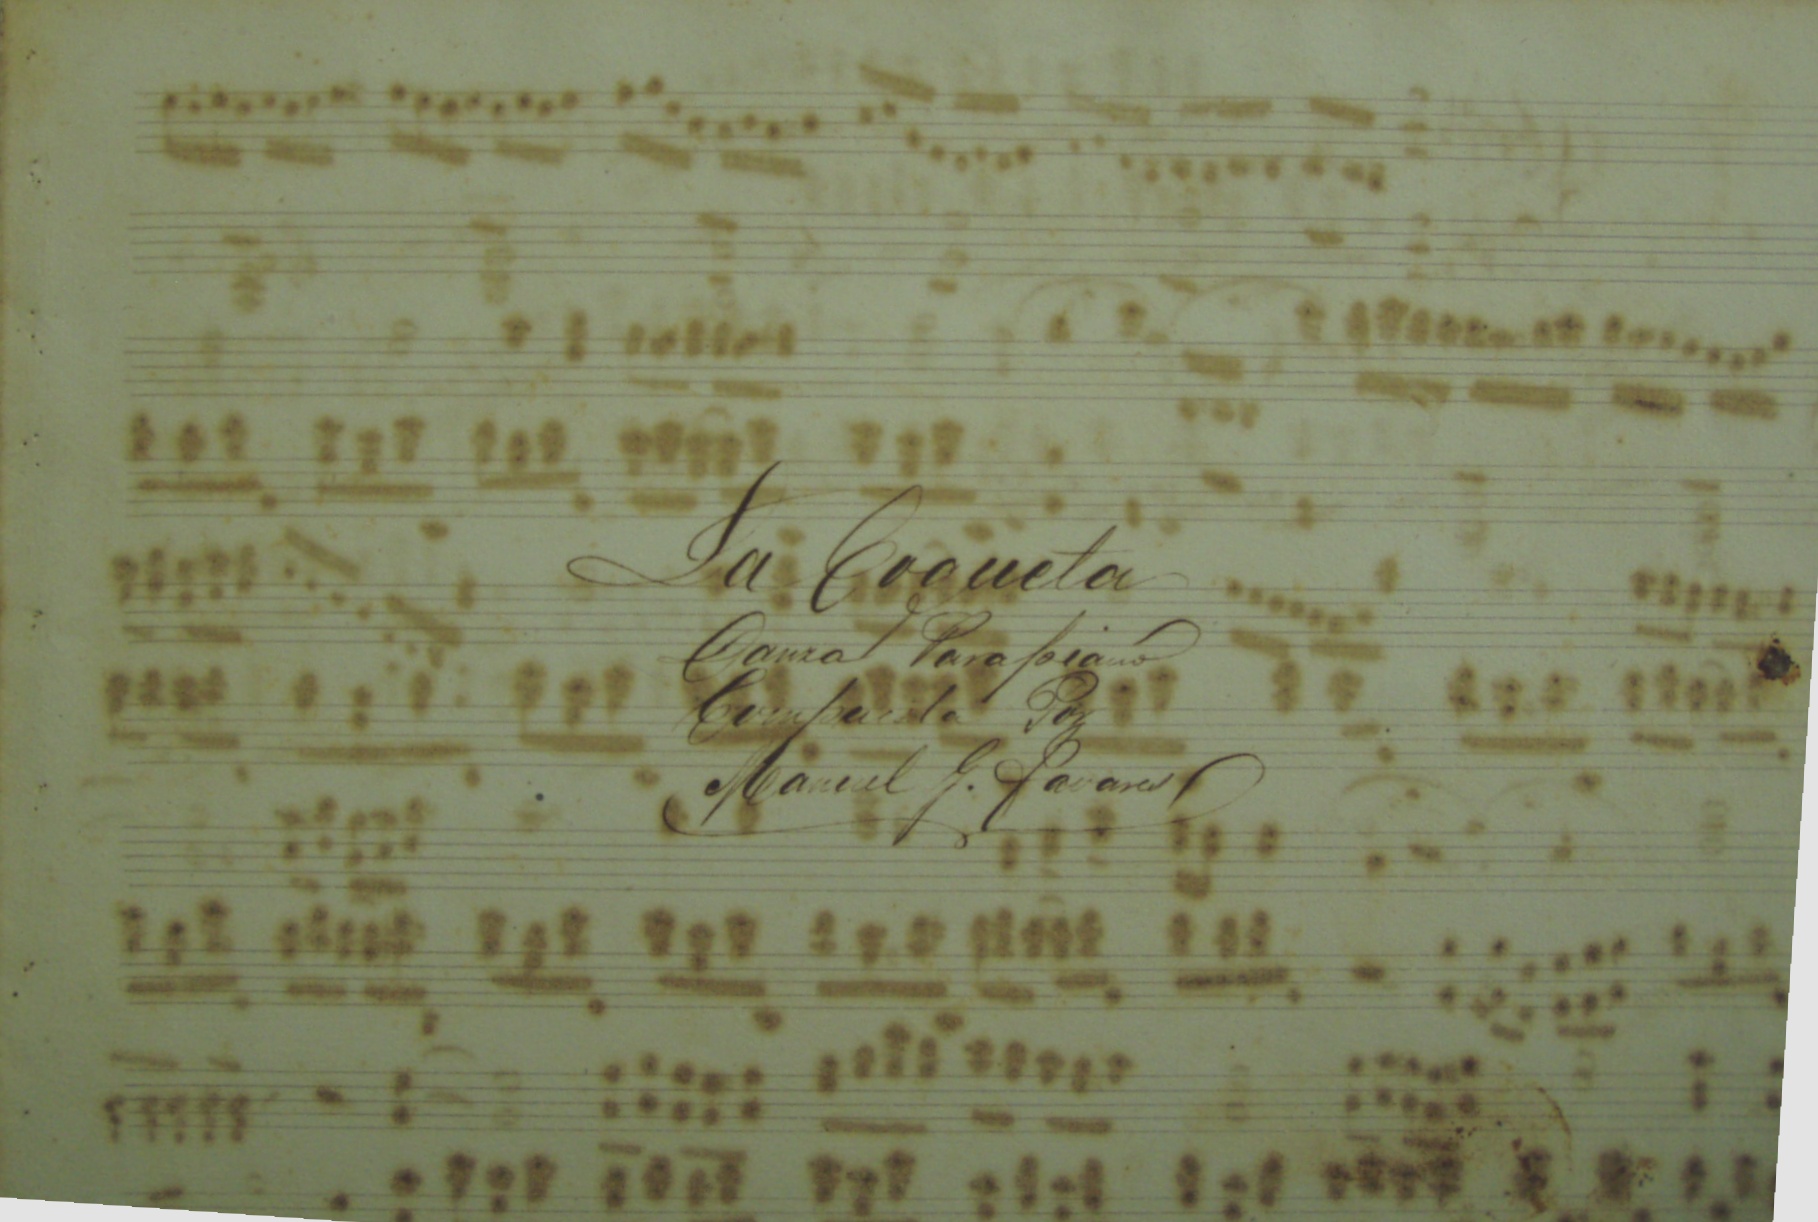 La Coqueta
Danza Para piano
Compuesta Por
Manuel G. Tavares